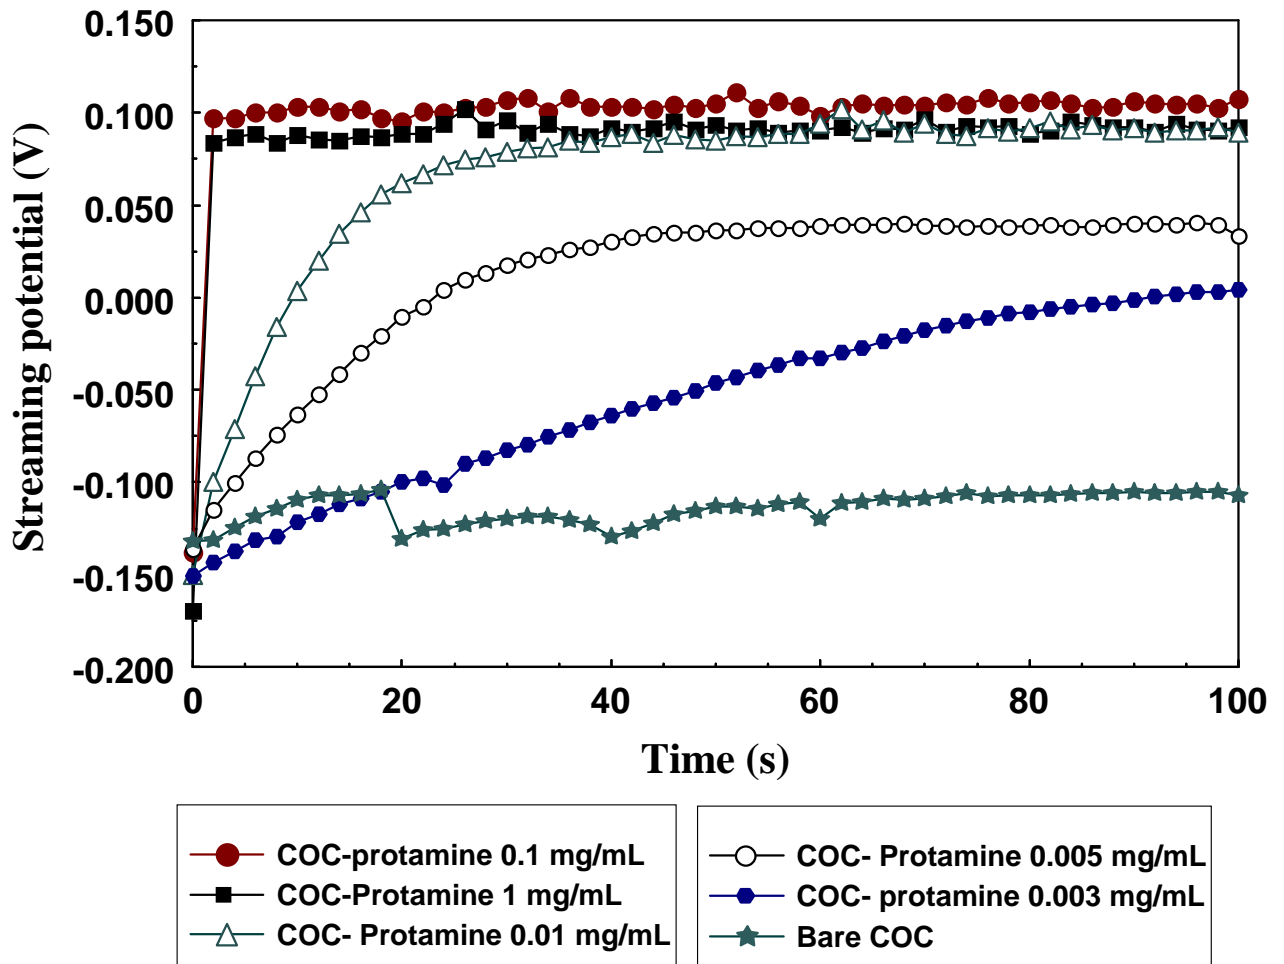 Streaming potential (V)
0.150
0.100
0.050
0.000
-0.050
-0.100
-0.150
-0.200
0 20 40 60 80 100
Time (s)
COC-protamine 0.1 mg/mL
COC-Protamine 1 mg/mL
COC- Protamine 0.01 mg/mL
COC- Protamine 0.005 mg/mL
COC- protamine 0.003 mg/mL
Bare COC